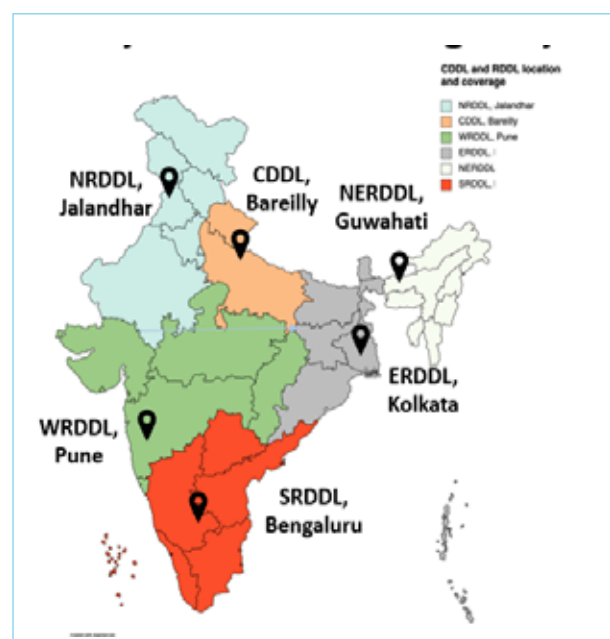 CDDL and RDDL location
and coverage
NRDDL, Jalandhar
CDDL, Bareilly
WRDDL, Pune
ERDDL,
NERDDL
SRDDL,
NRDDL,
Jalandhar
CDDL,
Bareilly
NERDDL,
Guwahati
ERDDL,
Kolkata
WRDDL,
Pune
SRDDL,
Bengaluru